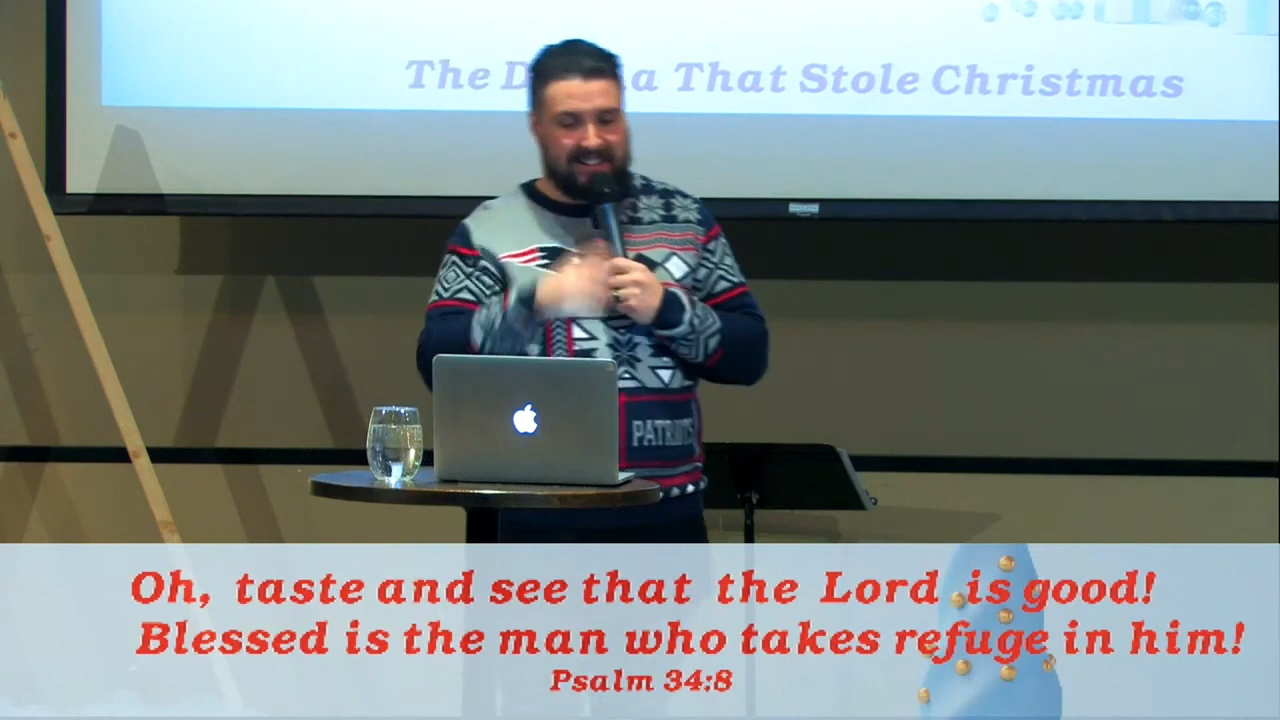 The D a That Stole Christmas
PATRIOTS
Oh, taste and see that the Lord is good!
Blessed is the man who takes refuge in him!
Psalm 34:8